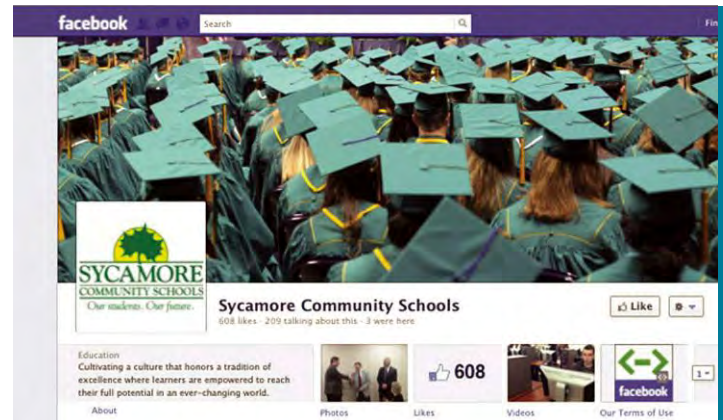 facebook
Search
Fin
SYCAMORE
COMMUNITY SCHOOLS
Our students. Our future.
Sycamore Community Schools
608 likes · 209 talking about this · 3 were here
Like
Education
Cultivating a culture that honors a tradition of
excellence where learners are empowered to reach
their full potential in an ever-changing world.
About
Photos
608
Likes
Videos
facebook
Our Terms of Use
1